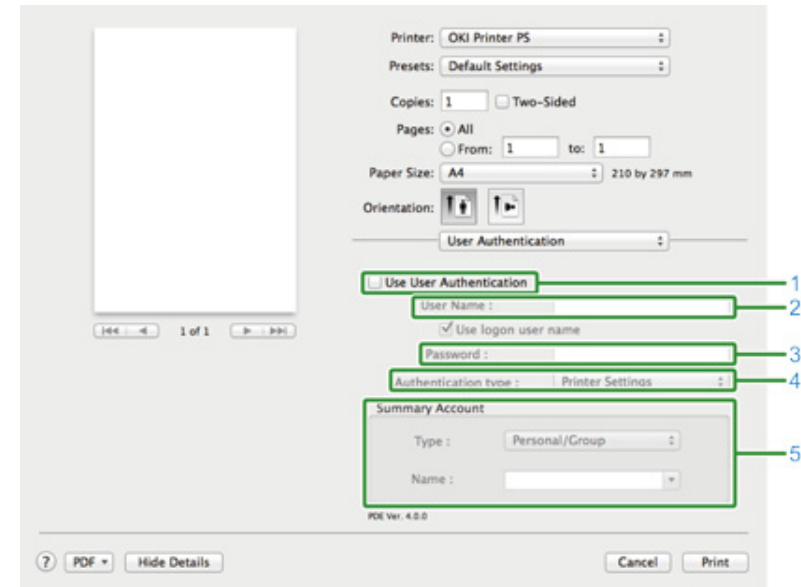 Printer: OKI Printer PS
Presets: Default Settings
Copies: 1 Two-Sided
Pages: All
From: 1 to: 1
Paper Size: A4 210 by 297 mm
Orientation:
User Authentication
Use User Authentication 1
User Name : 2
Use logon user name
1 of 1
Password : 3
Authentication type : Printer Settings 4
Summary Account
Type : Personal/Group
5
Name :
PDE Ver. 4.0.0
? PDF Hide Details Cancel Print